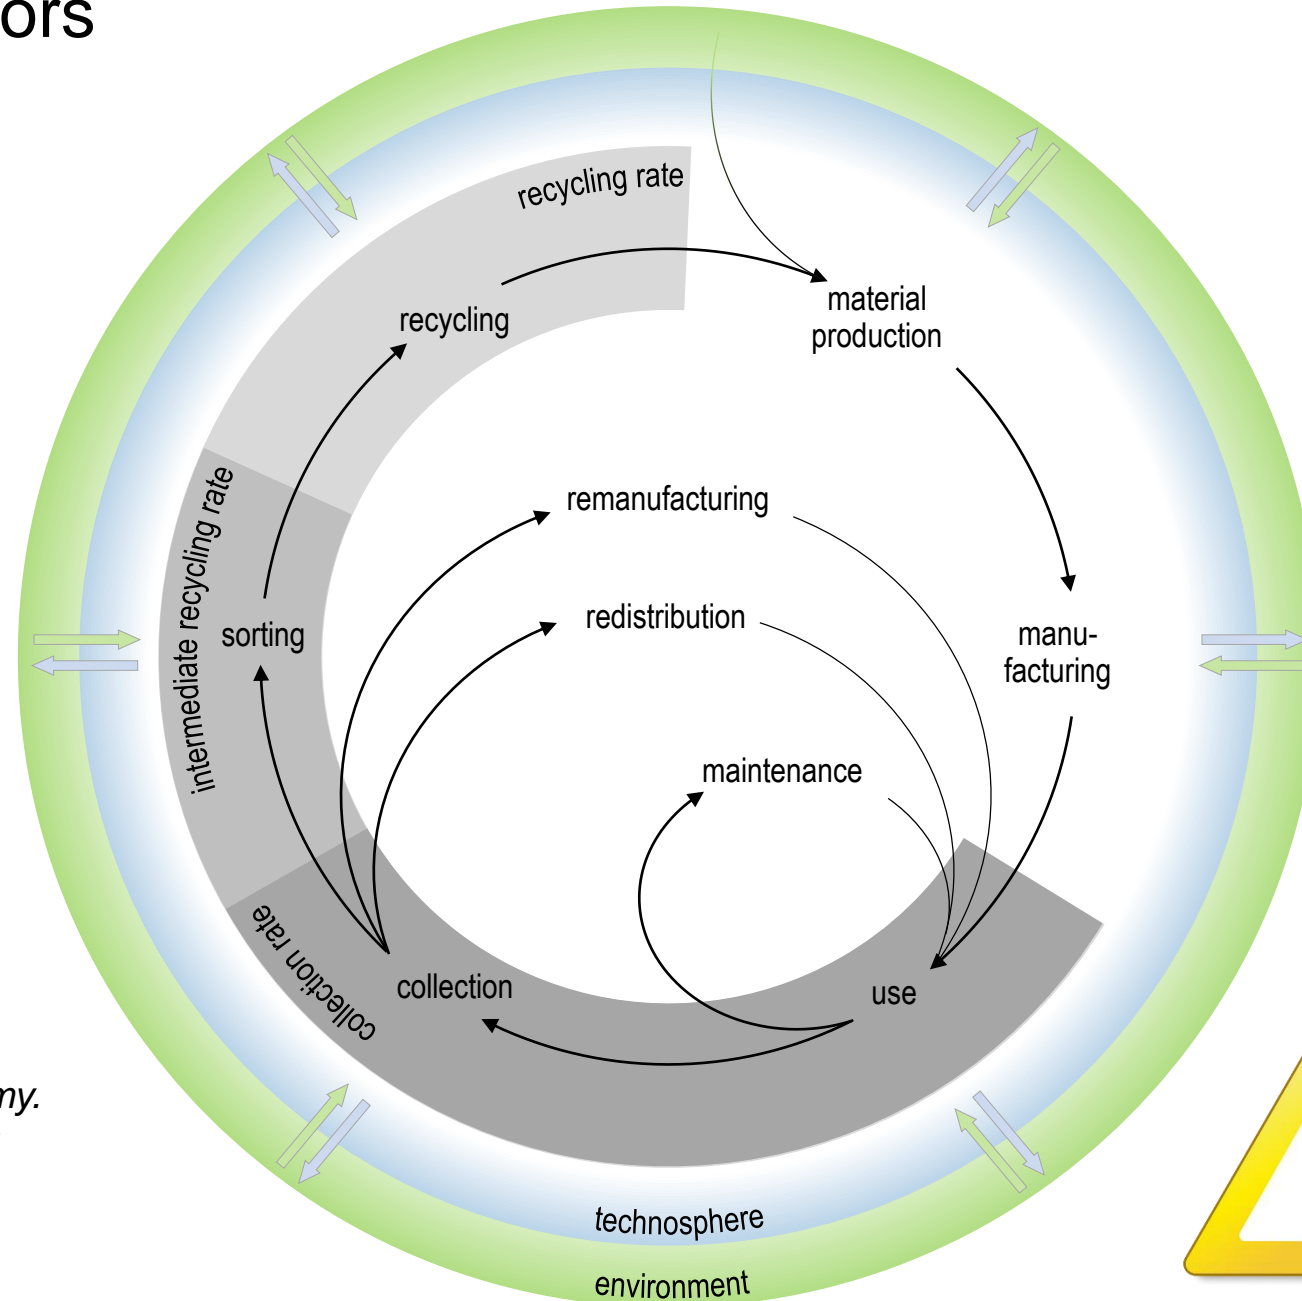 ors
recycling rate
recycling
material
production
intermediate recycling rate
remanufacturing
redistribution
sorting
manu-
facturing
maintenance
collection rate
collection
use
my.
technosphere
environment